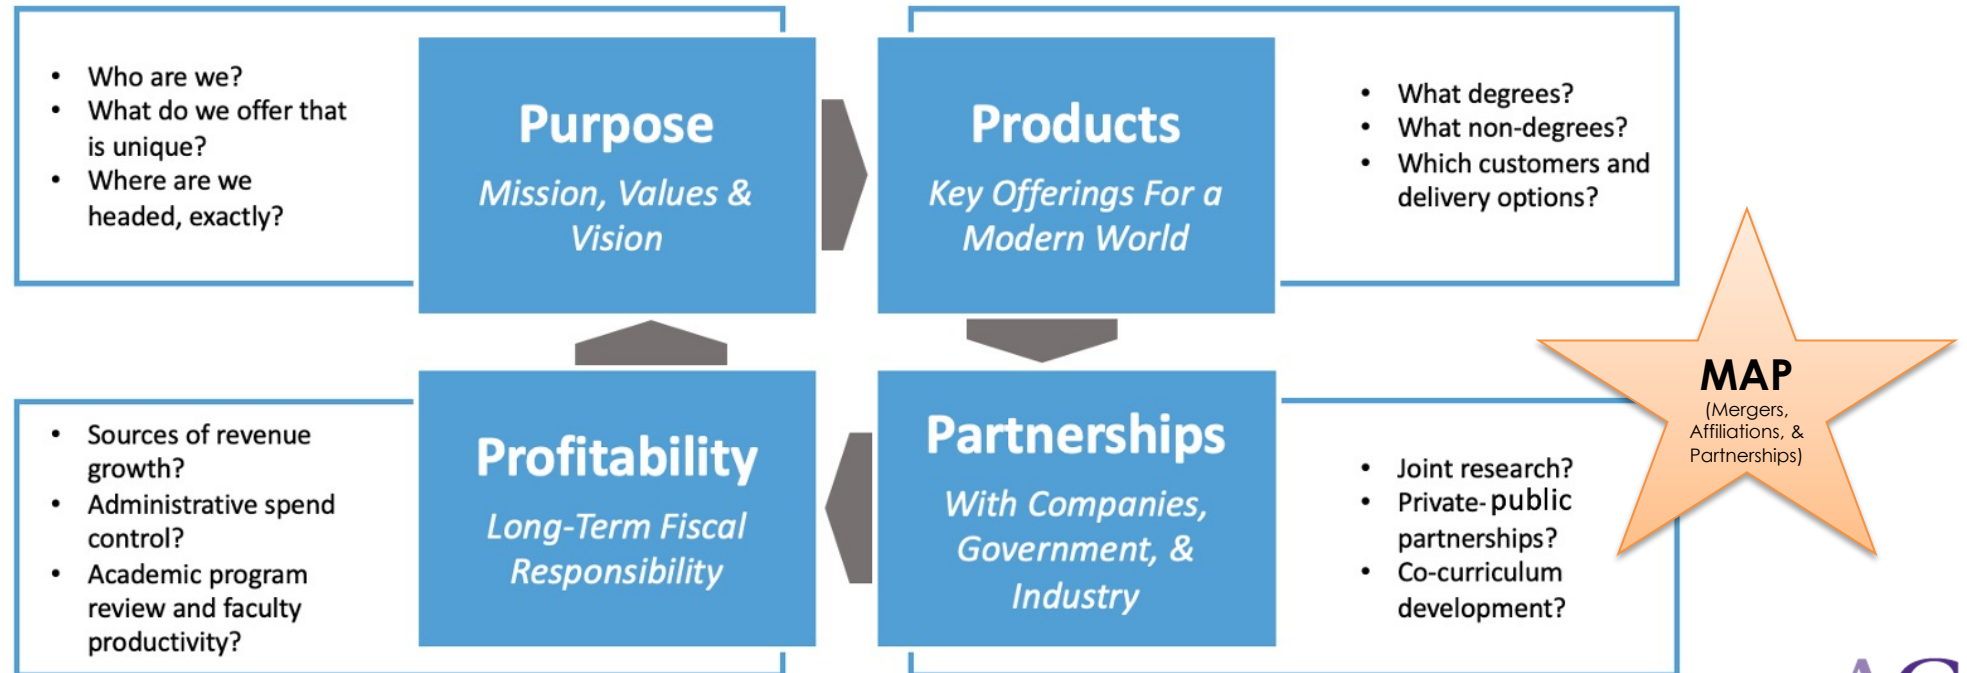 • Who are we?
• What do we offer that
is unique?
• Where are we
headed, exactly?
Purpose
Mission, Values &
Vision
Products
Key Offerings For a
Modern World
• What degrees?
• What non-degrees?
• Which customers and
delivery options?
• Sources of revenue
growth?
• Administrative spend
control?
• Academic program
review and faculty
productivity?
Profitability
Long-Term Fiscal
Responsibility
Partnerships
With Companies,
Government, &
Industry
• Joint research?
• Private-public
partnerships?
• Co-curriculum
development?
MAP
(Mergers,
Affiliations, &
Partnerships)